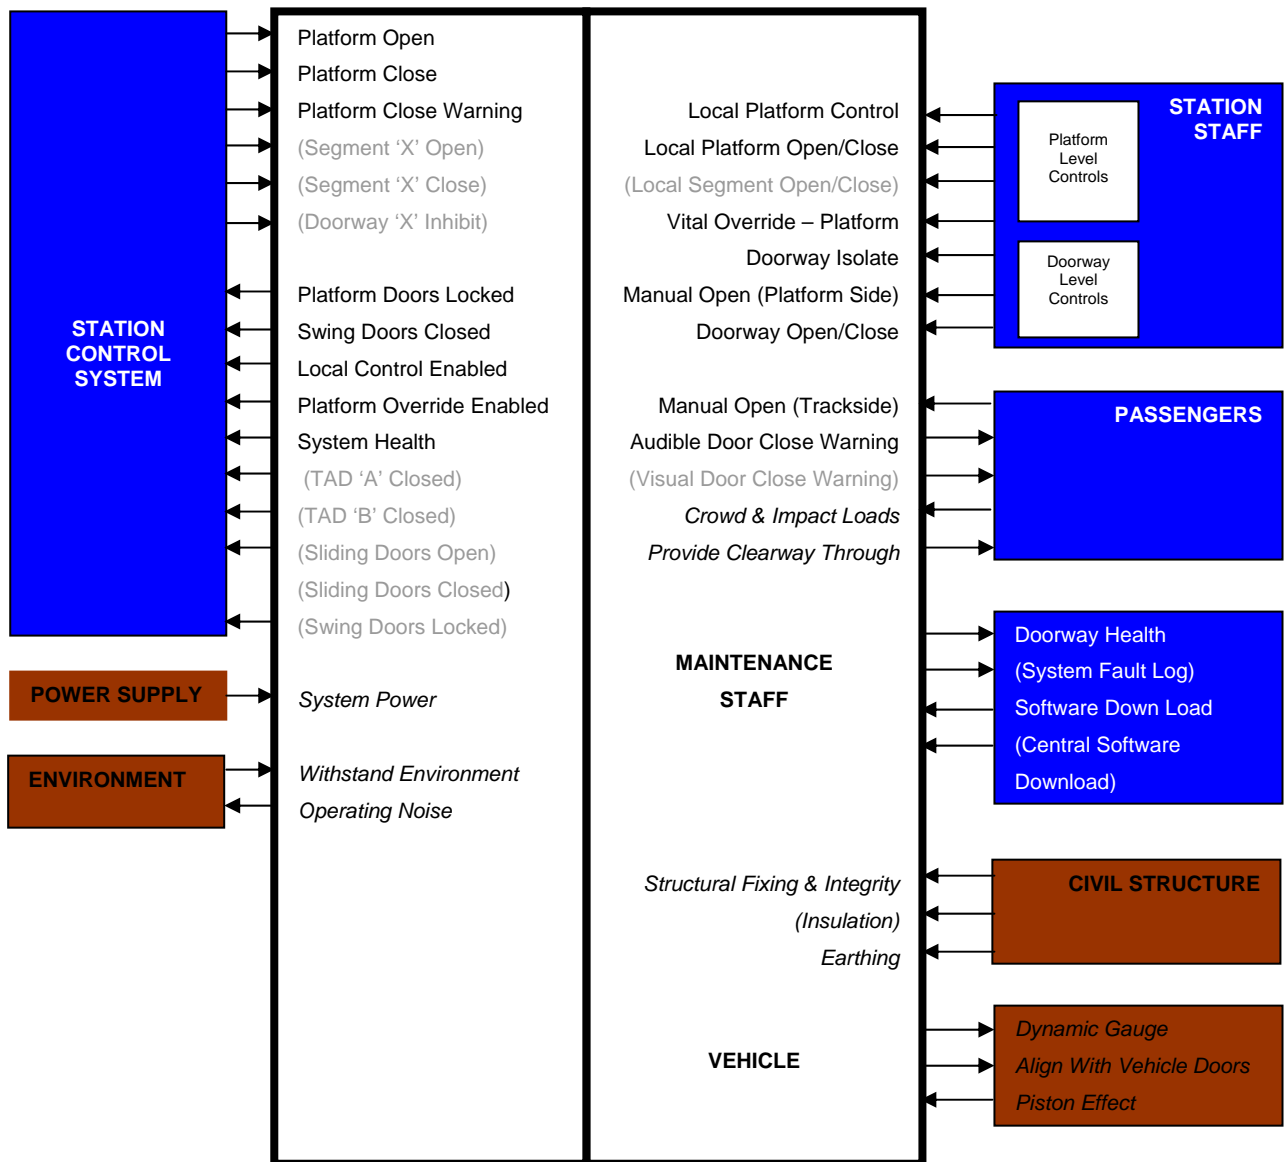 STATION
CONTROL
SYSTEM
Platform Open
Platform Close
Platform Close Warning
(Segment ‘X’ Open)
(Segment ‘X’ Close)
(Doorway ‘X’ Inhibit)
Platform Doors Locked
Swing Doors Closed
Local Control Enabled
Platform Override Enabled
System Health
(TAD ‘A’ Closed)
(TAD ‘B’ Closed)
(Sliding Doors Open)
(Sliding Doors Closed)
(Swing Doors Locked)
POWER SUPPLY
System Power
ENVIRONMENT
Withstand Environment
Operating Noise
Local Platform Control
Local Platform Open/Close
(Local Segment Open/Close)
Vital Override – Platform
Doorway Isolate
Manual Open (Platform Side)
Doorway Open/Close
STATION
STAFF
Platform
Level
Controls
Doorway
Level
Controls
Manual Open (Trackside)
Audible Door Close Warning
(Visual Door Close Warning)
Crowd & Impact Loads
Provide Clearway Through
PASSENGERS
MAINTENANCE
STAFF
Doorway Health
(System Fault Log)
Software Down Load
(Central Software
Download)
Structural Fixing & Integrity
(Insulation)
Earthing
CIVIL STRUCTURE
VEHICLE
Dynamic Gauge
Align With Vehicle Doors
Piston Effect